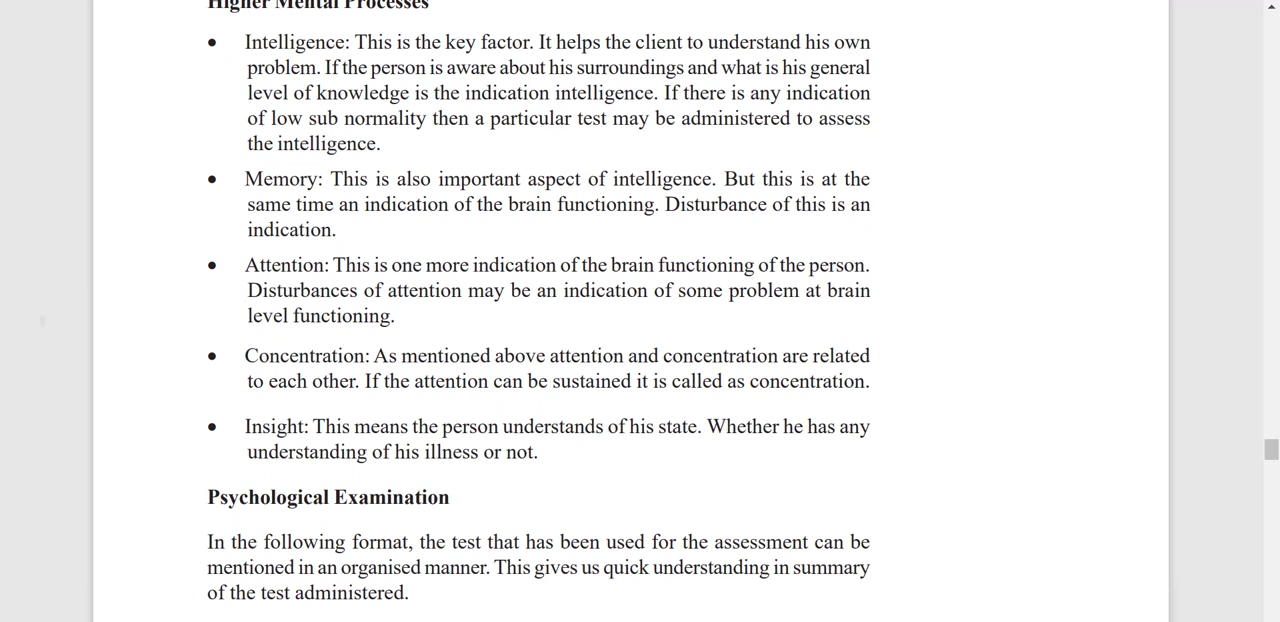 Higher Mental Processes
• Intelligence: This is the key factor. It helps the client to understand his own
problem. If the person is aware about his surroundings and what is his general
level of knowledge is the indication intelligence. If there is any indication
of low sub normality then a particular test may be administered to assess
the intelligence.
• Memory: This is also important aspect of intelligence. But this is at the
same time an indication of the brain functioning. Disturbance of this is an
indication.
• Attention: This is one more indication of the brain functioning of the person.
Disturbances of attention may be an indication of some problem at brain
level functioning.
• Concentration: As mentioned above attention and concentration are related
to each other. If the attention can be sustained it is called as concentration.
• Insight: This means the person understands of his state. Whether he has any
understanding of his illness or not.
Psychological Examination
In the following format, the test that has been used for the assessment can be
mentioned in an organised manner. This gives us quick understanding in summary
of the test administered.